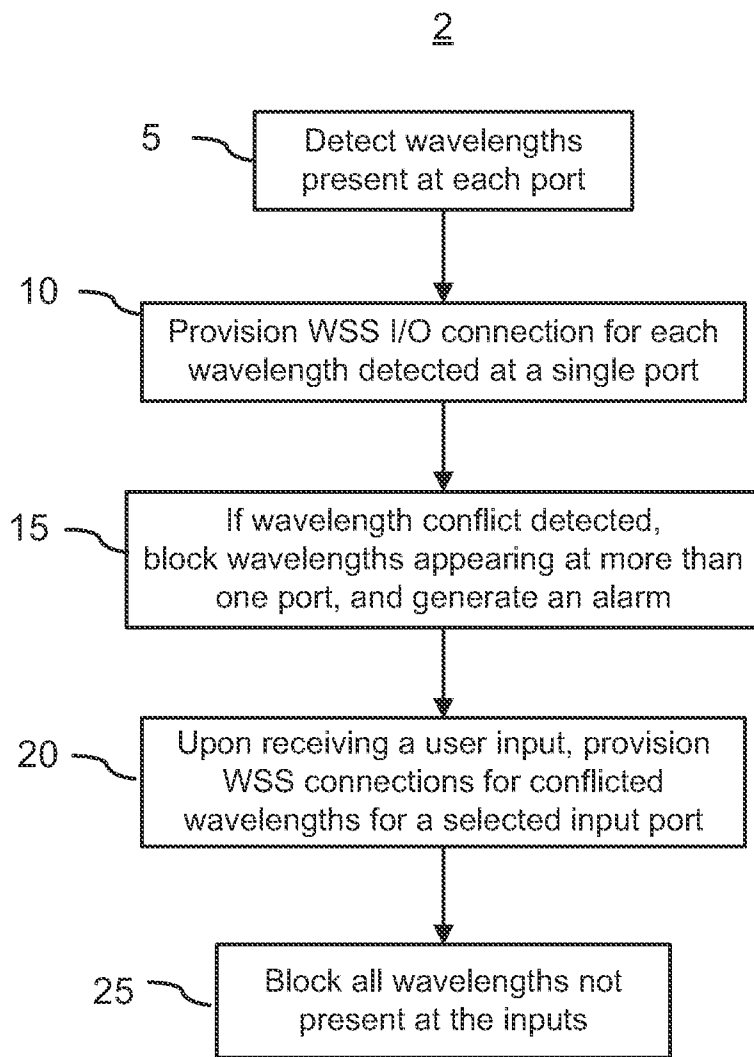 2
5
Detect wavelengths
present at each port
10
Provision WSS I/O connection for each
wavelength detected at a single port
15
If wavelength conflict detected,
block wavelengths appearing at more than
one port, and generate an alarm
20
Upon receiving a user input, provision
WSS connections for conflicted
wavelengths for a selected input port
25
Block all wavelengths not
present at the inputs